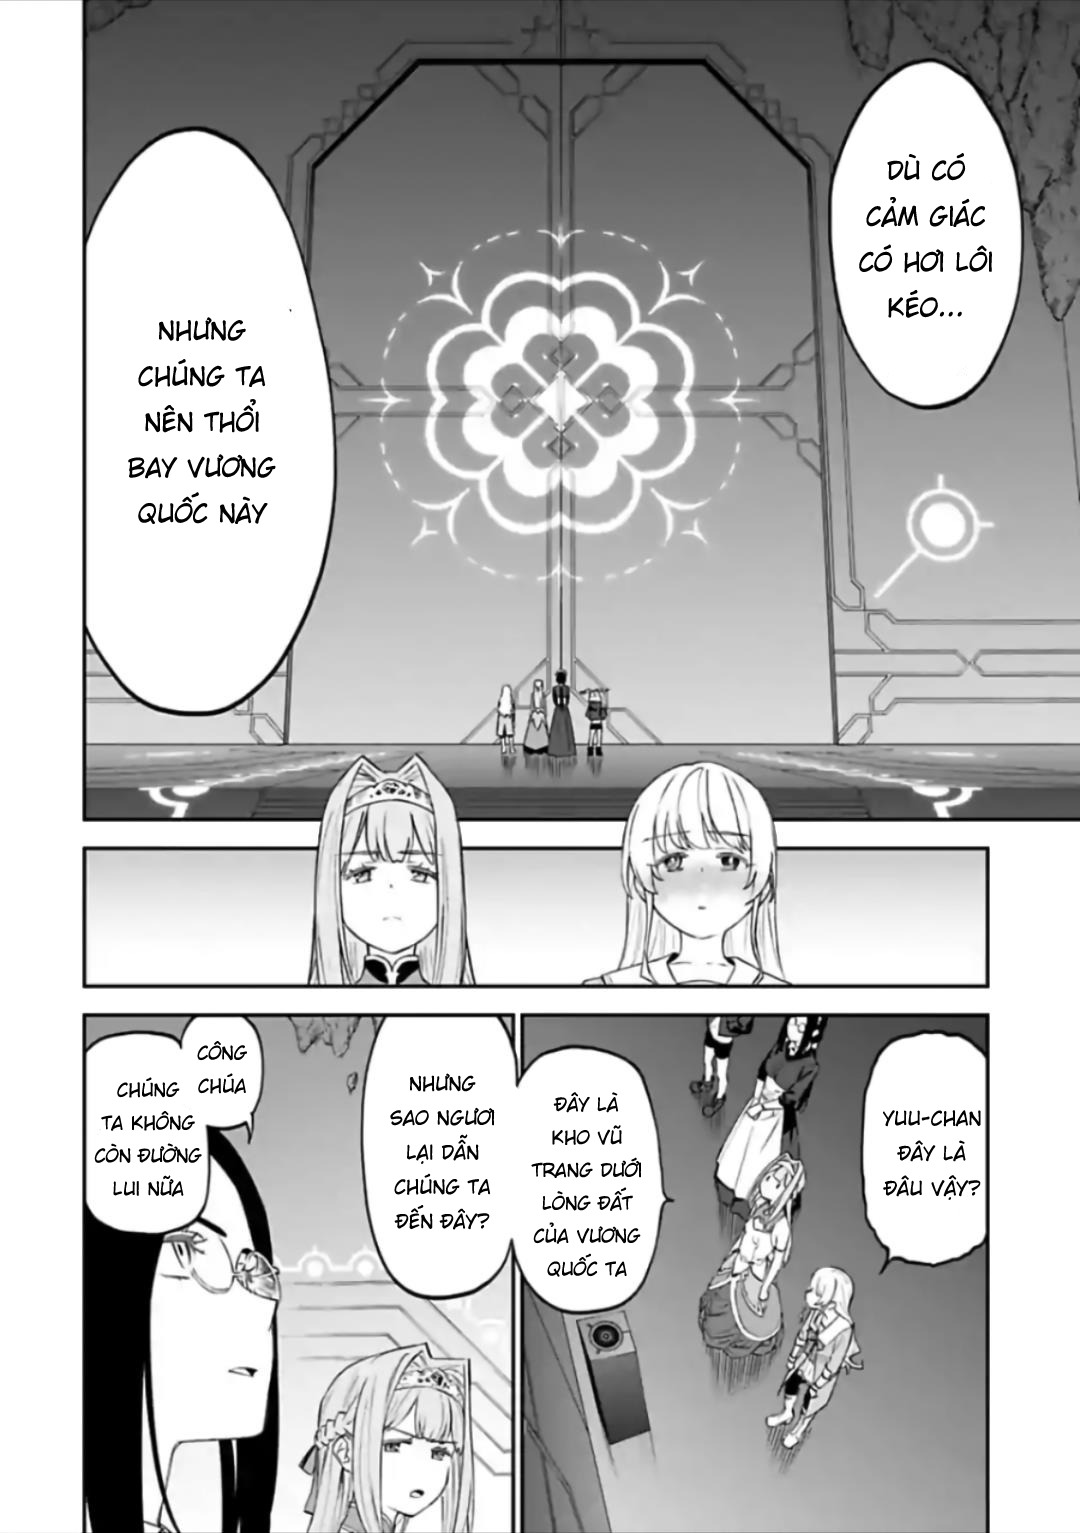 DÙ CÓ
CẢM GIÁC
CÓ HƠI LÔI
KÉO...
NHƯNG
CHÚNG TA
NÊN THỔI
BAY VƯƠNG
QUỐC NÀY
YUU-CHAN
ĐÂY LÀ
ĐÂU VẬY?
ĐÂY LÀ
KHO VŨ
TRANG DƯỚI
LÒNG ĐẤT
CỦA VƯƠNG
QUỐC TA
NHƯNG
SAO NGƯƠI
LẠI DẪN
CHÚNG TA
ĐẾN ĐÂY?
CÔNG
CHÚA
CHÚNG
TA KHÔNG
CÒN ĐƯỜNG
LUI NỮA